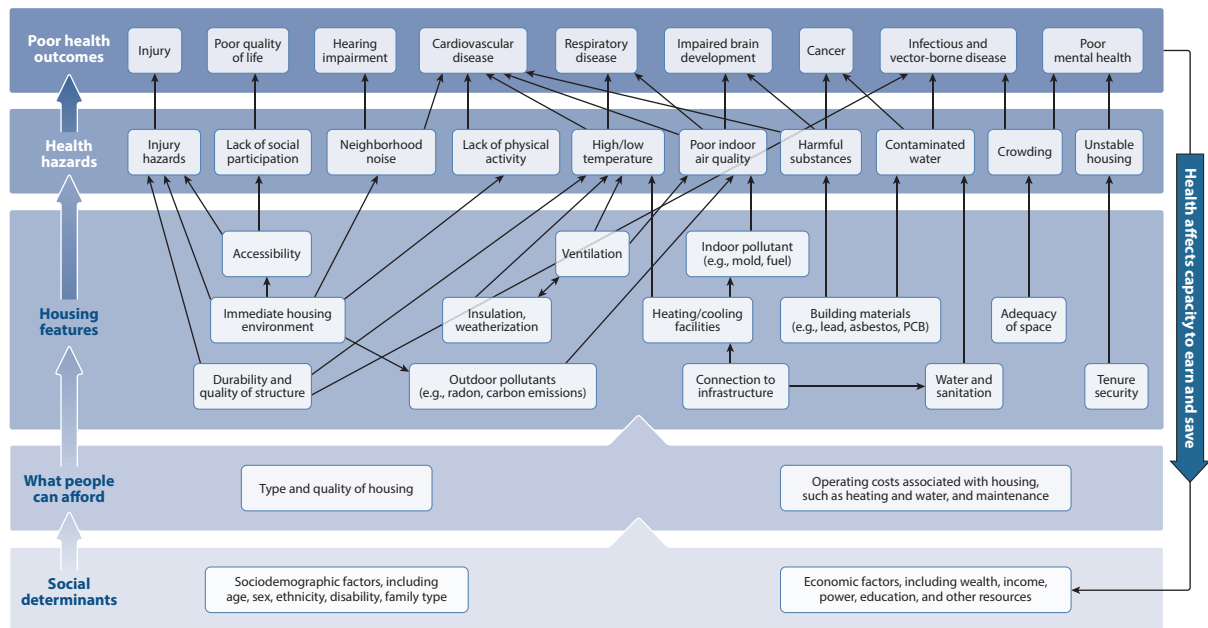 Poor health
outcomes
Injury
Poor quality
of life
Hearing
impairment
Cardiovascular
disease
Respiratory
disease
Impaired brain
development
Cancer
Infectious and
vector-borne disease
Poor
mental health
Health
hazards
Injury
hazards
Lack of social
participation
Neighborhood
noise
Lack of physical
activity
High/low
temperature
Poor indoor
air quality
Harmful
substances
Contaminated
water
Crowding
Unstable
housing
Housing
features
Accessibility
Ventilation
Indoor pollutant
(e.g., mold, fuel)
Immediate housing
environment
Insulation,
weatherization
Heating/cooling
facilities
Building materials
(e.g., lead, asbestos, PCB)
Adequacy
of space
Durability and
quality of structure
Outdoor pollutants
(e.g., radon, carbon emissions)
Connection to
infrastructure
Water and
sanitation
Tenure
security
What people
can afford
Type and quality of housing
Operating costs associated with housing,
such as heating and water, and maintenance
Social
determinants
Sociodemographic factors, including
age, sex, ethnicity, disability, family type
Economic factors, including wealth, income,
power, education, and other resources
Health affects capacity to earn and save